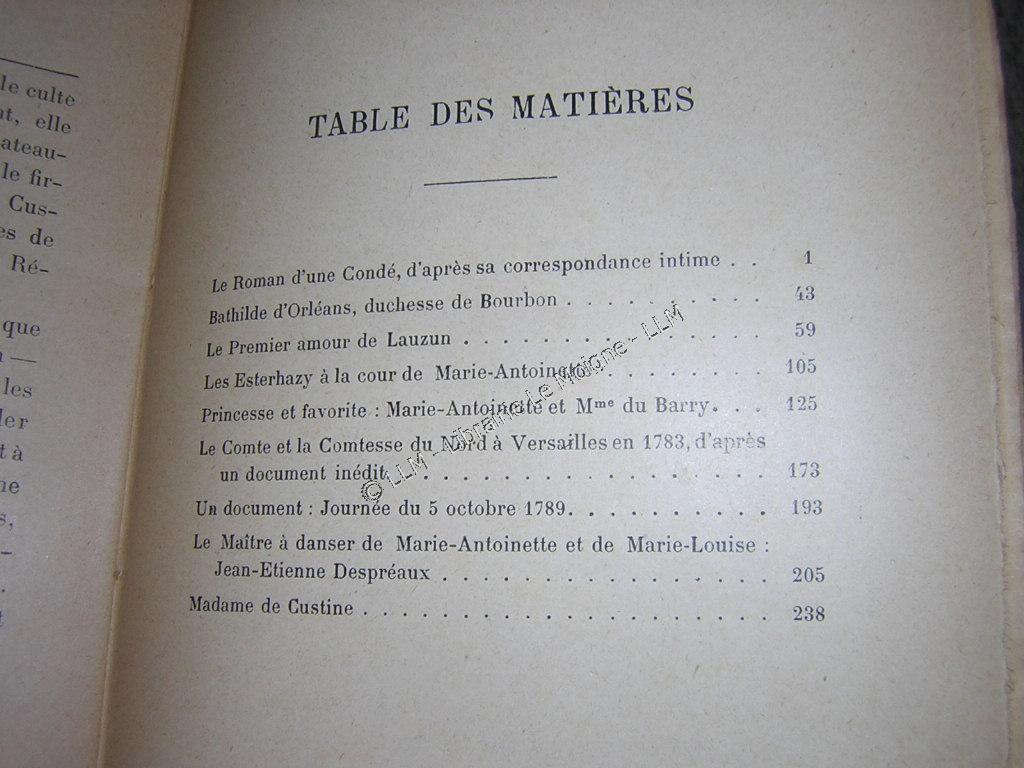 le culte
nt, elle
ateau-
le fir-
Cus-
es de
Ré-
que
n —
les
ler
t à
ne
s,
-
.
t
TABLE DES MATIÈRES
Le Roman d'une Condé, d'après sa correspondance intime . . 1
Bathilde d'Orléans, duchesse de Bourbon . . . . . . . . . 43
Le Premier amour de Lauzun . . . . . . . . . . . . 59
Les Esterhazy à la cour de Marie-Antoinette . . . . . . . 105
Princesse et favorite : Marie-Antoinette et Mme du Barry. . . 125
Le Comte et la Comtesse du Nord à Versailles en 1783, d'après
un document inédit . . . . . . . . . . . . . . . . 173
Un document : Journée du 5 octobre 1789. . . . . . . . . . 193
Le Maître à danser de Marie-Antoinette et de Marie-Louise :
Jean-Etienne Despréaux . . . . . . . . . . . . . . . 205
Madame de Custine . . . . . . . . . . . . . . . . . . 238
© LLM - Librairie Le Moigne - LLM